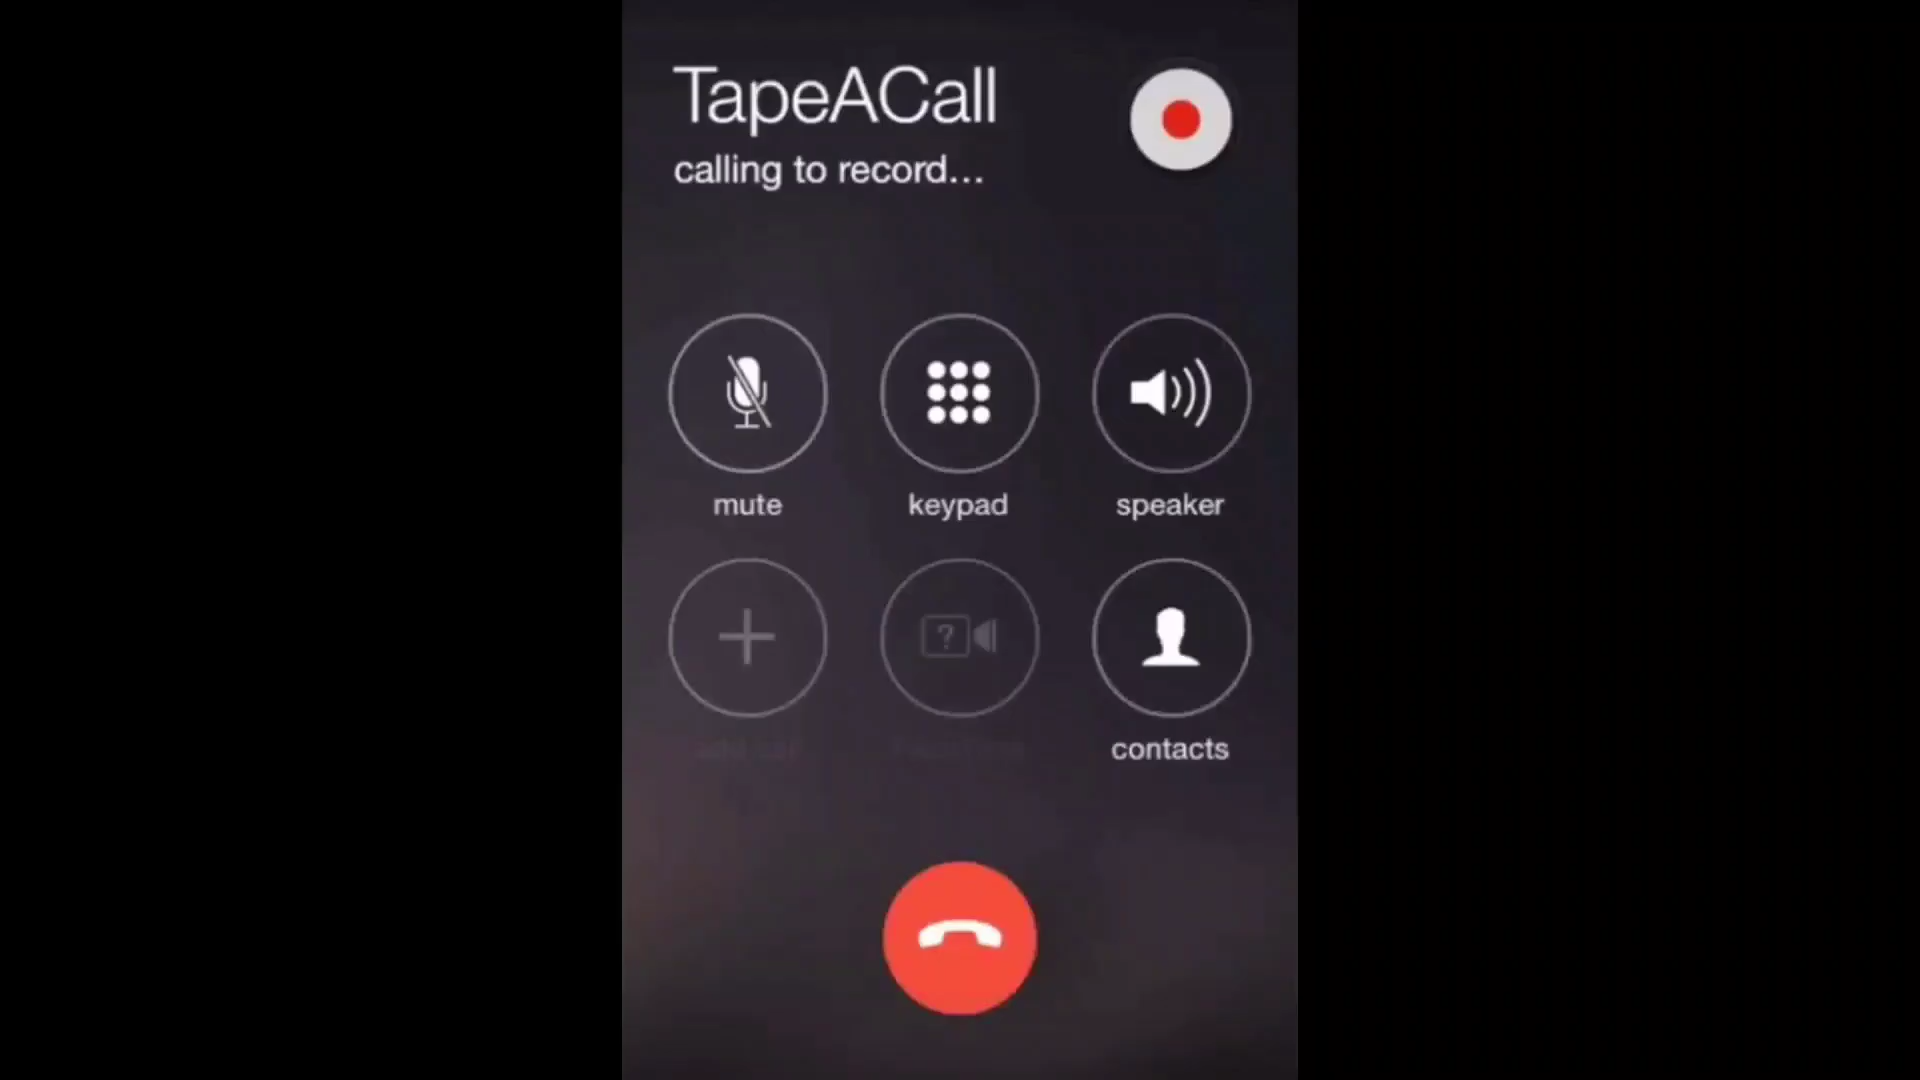 TapeACall
calling to record...
mute
keypad
speaker
contacts